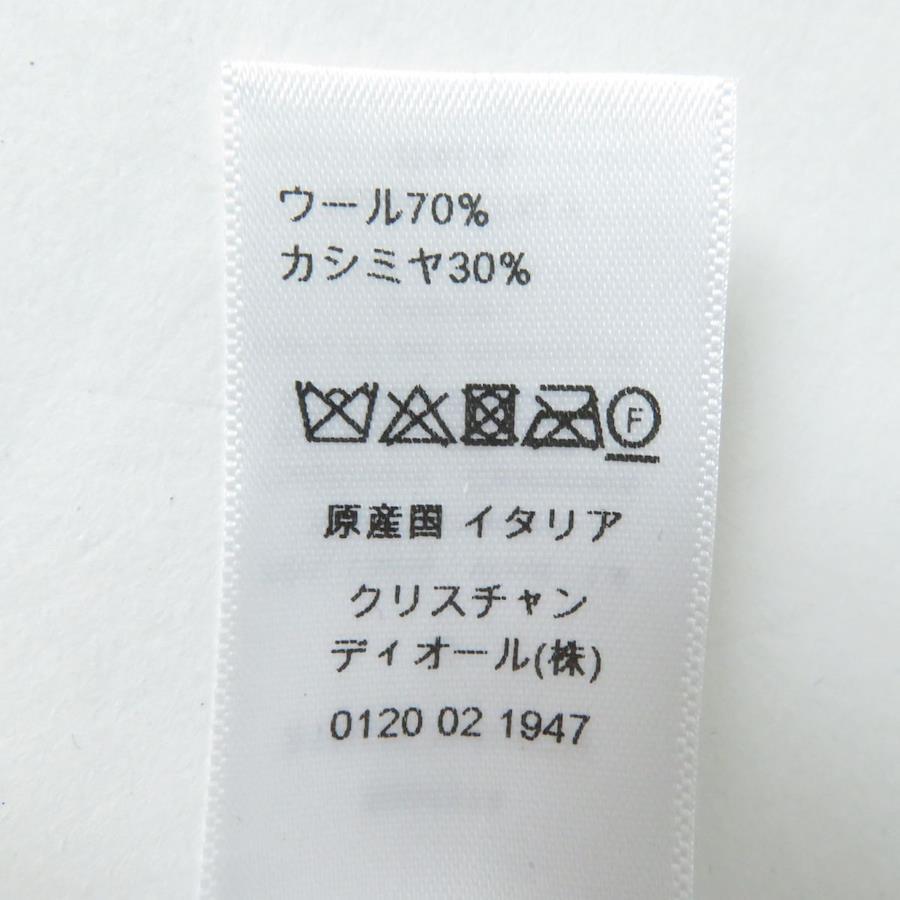 ウール70%
カシミヤ30%
F
原産国 イタリア
クリスチャン
ディオール(株)
0120 02 1947